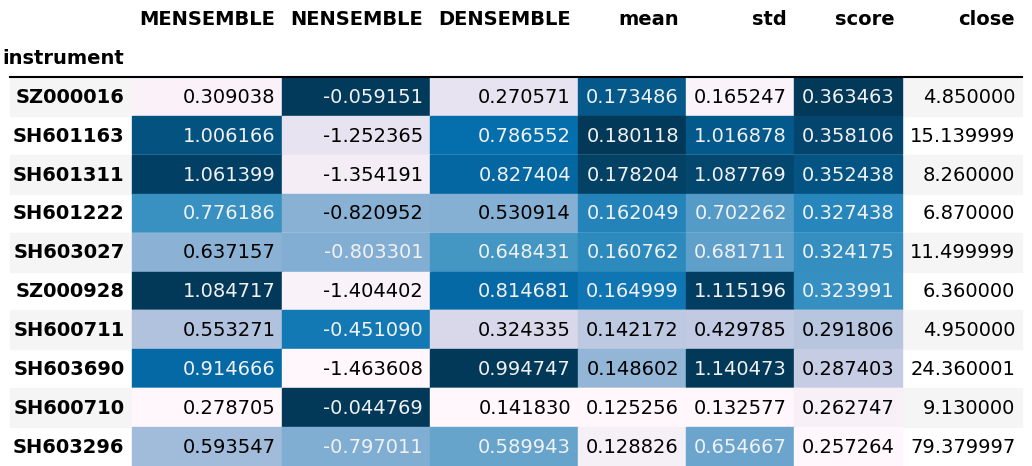 MENSEMBLE NENSEMBLE DENSEMBLE mean std score close
instrument
SZ000016 0.309038 -0.059151 0.270571 0.173486 0.165247 0.363463 4.850000
SH601163 1.006166 -1.252365 0.786552 0.180118 1.016878 0.358106 15.139999
SH601311 1.061399 -1.354191 0.827404 0.178204 1.087769 0.352438 8.260000
SH601222 0.776186 -0.820952 0.530914 0.162049 0.702262 0.327438 6.870000
SH603027 0.637157 -0.803301 0.648431 0.160762 0.681711 0.324175 11.499999
SZ000928 1.084717 -1.404402 0.814681 0.164999 1.115196 0.323991 6.360000
SH600711 0.553271 -0.451090 0.324335 0.142172 0.429785 0.291806 4.950000
SH603690 0.914666 -1.463608 0.994747 0.148602 1.140473 0.287403 24.360001
SH600710 0.278705 -0.044769 0.141830 0.125256 0.132577 0.262747 9.130000
SH603296 0.593547 -0.797011 0.589943 0.128826 0.654667 0.257264 79.379997